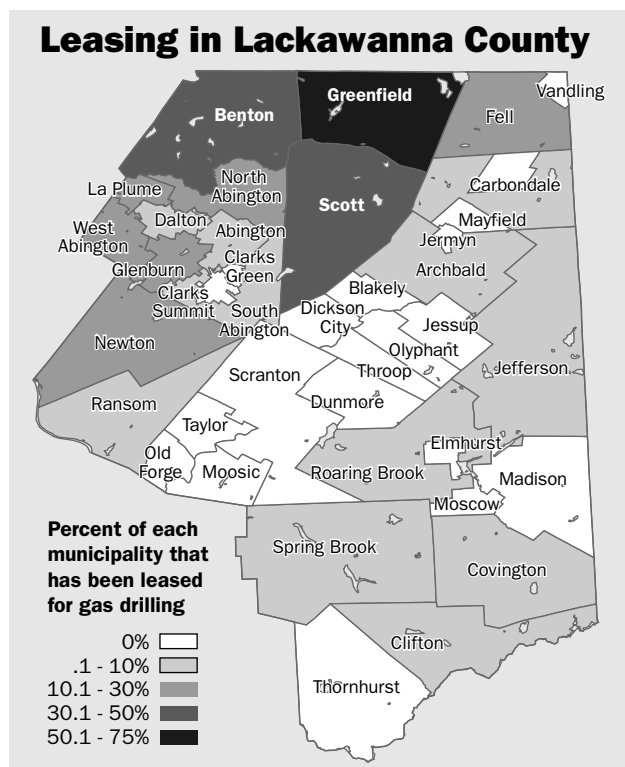 Leasing in Lackawanna County
Vandling
Greenfield
Benton
Fell
North
Abington
La Plume
Carbondale
Scott
Dalton
Mayfield
West
Abington
Abington
Jermyn
Clarks
Green
Glenburn
Archbald
Clarks
Summit
Blakely
South
Abington
Dickson
City
Jessup
Newton
Olyphant
Scranton
Throop
Jefferson
Ransom
Dunmore
Taylor
Elmhurst
Old
Forge
Moosic
Roaring Brook
Madison
Moscow
Percent of each
municipality that
has been leased
for gas drilling
Spring Brook
Covington
0%
.1 - 10%
10.1 - 30%
30.1 - 50%
50.1 - 75%
Clifton
Thornhurst